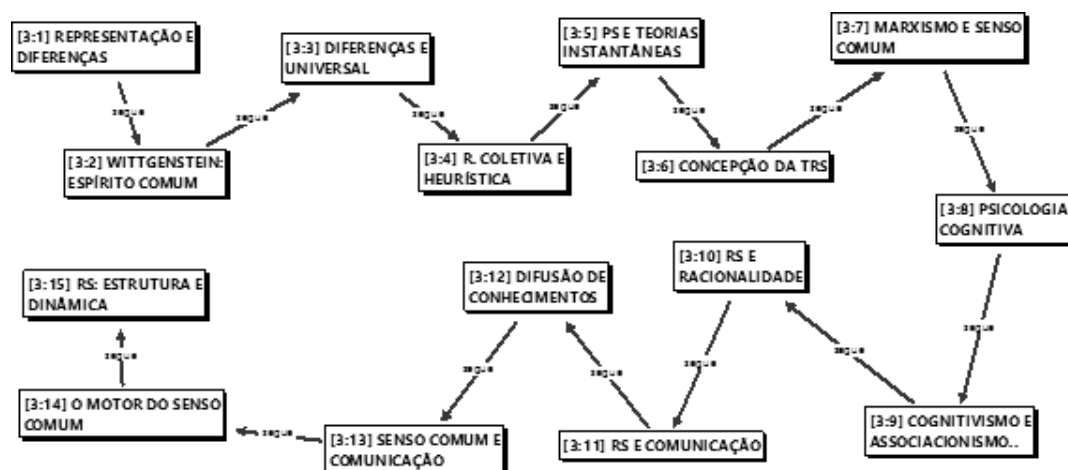 [3:1] REPRESENTAÇÃO E
DIFERENÇAS
segue
[3:2] WITTGENSTEIN:
ESPÍRITO COMUM
segue
[3:3] DIFERENÇAS E
UNIVERSAL
segue
[3:4] R. COLETIVA E
HEURÍSTICA
segue
[3:5] PS E TEORIAS
INSTANTÂNEAS
segue
[3:6] CONCEPÇÃO DA TRS
segue
[3:7] MARXISMO E SENSO
COMUM
segue
[3:8] PSICOLOGIA
COGNITIVA
segue
[3:9] COGNITIVISMO E
ASSOCIACIONISMO..
segue
[3:10] RS E
RACIONALIDADE
segue
[3:11] RS E COMUNICAÇÃO
segue
[3:12] DIFUSÃO DE
CONHECIMENTOS
segue
[3:13] SENSO COMUM E
COMUNICAÇÃO
segue
[3:14] O MOTOR DO SENSO
COMUM
segue
[3:15] RS: ESTRUTURA E
DINÂMICA